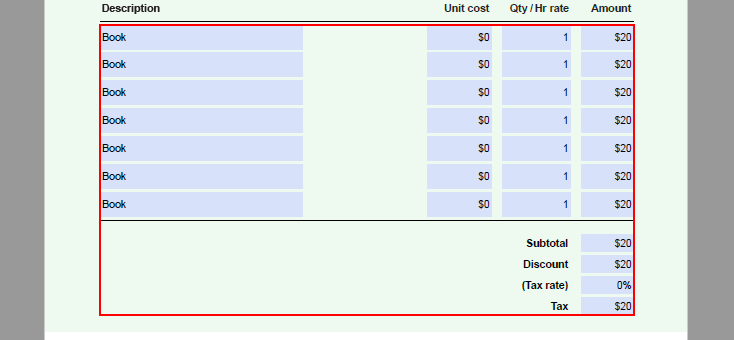 Description Unit cost Qty / Hr rate Amount
Book $0 1 $20
Book $0 1 $20
Book $0 1 $20
Book $0 1 $20
Book $0 1 $20
Book $0 1 $20
Book $0 1 $20
Subtotal $20
Discount $20
(Tax rate) 0%
Tax $20